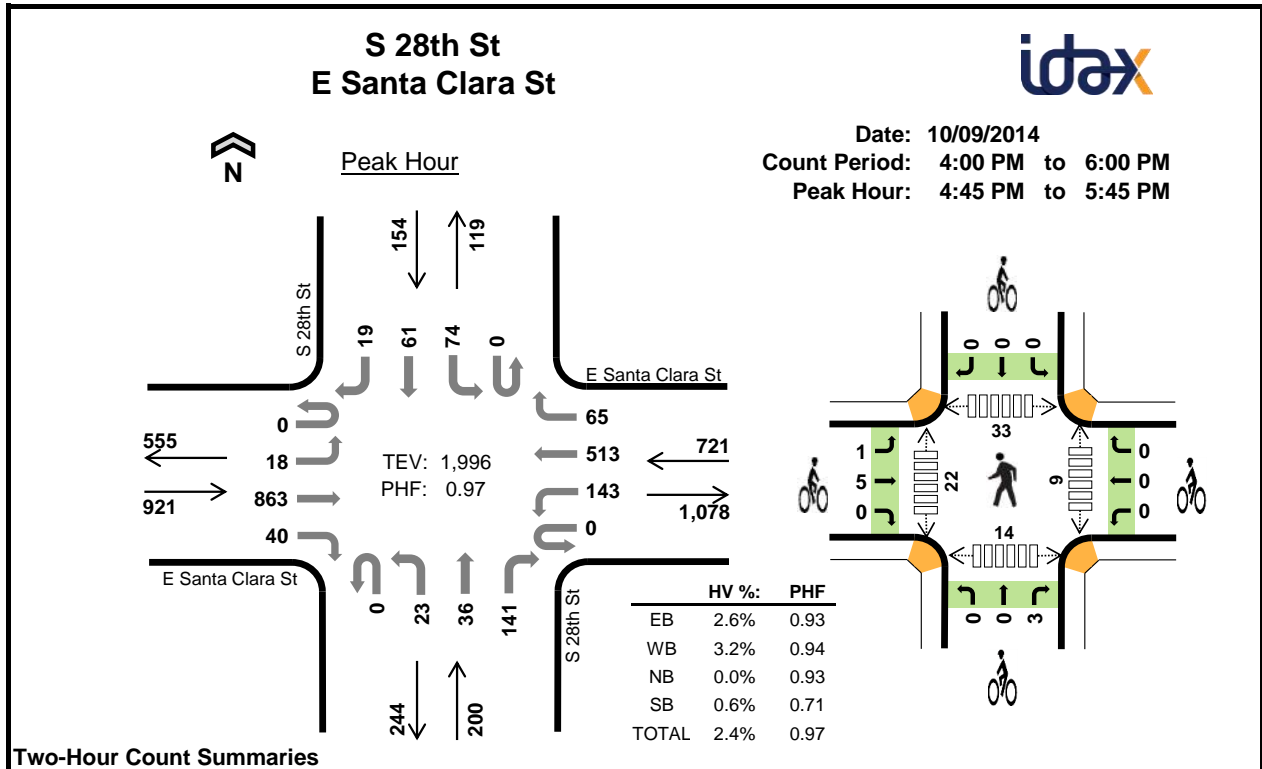 S 28th St
E Santa Clara St
idax
N
Peak Hour
Date: 10/09/2014
Count Period: 4:00 PM to 6:00 PM
Peak Hour: 4:45 PM to 5:45 PM
154
119
S 28th St
19
61
74
0
E Santa Clara St
0
18
863
40
555
921
TEV: 1,996
PHF: 0.97
65
513
143
0
721
1,078
E Santa Clara St
0
23
36
141
S 28th St
244
200
HV %: PHF
EB 2.6% 0.93
WB 3.2% 0.94
NB 0.0% 0.93
SB 0.6% 0.71
TOTAL 2.4% 0.97
0 0 0
33
1
5
0
22
9
0
0
0
14
0 0 3
Two-Hour Count Summaries